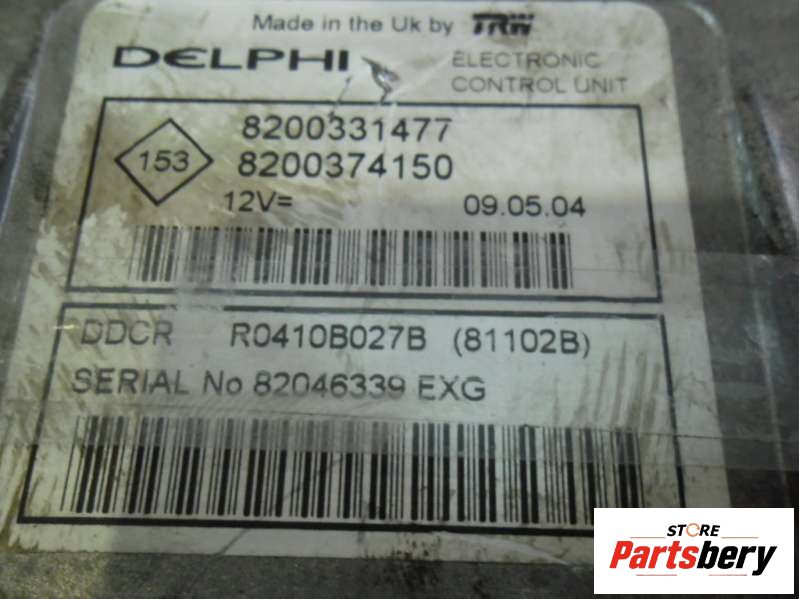 Made in the Uk by TRW
DELPHI ELECTRONIC
CONTROL UNIT
8200331477
153
8200374150
12V= 09.05.04
DDCR R0410B027B (81102B)
SERIAL No 82046339 EXG
STORE
Partsbery